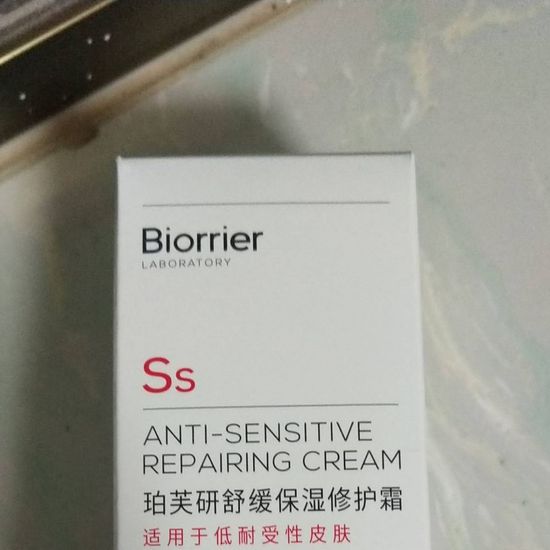 Biorrier
LABORATORY
Ss
ANTI-SENSITIVE
REPAIRING CREAM
珀芙研舒缓保湿修护霜
适用于低耐受性皮肤